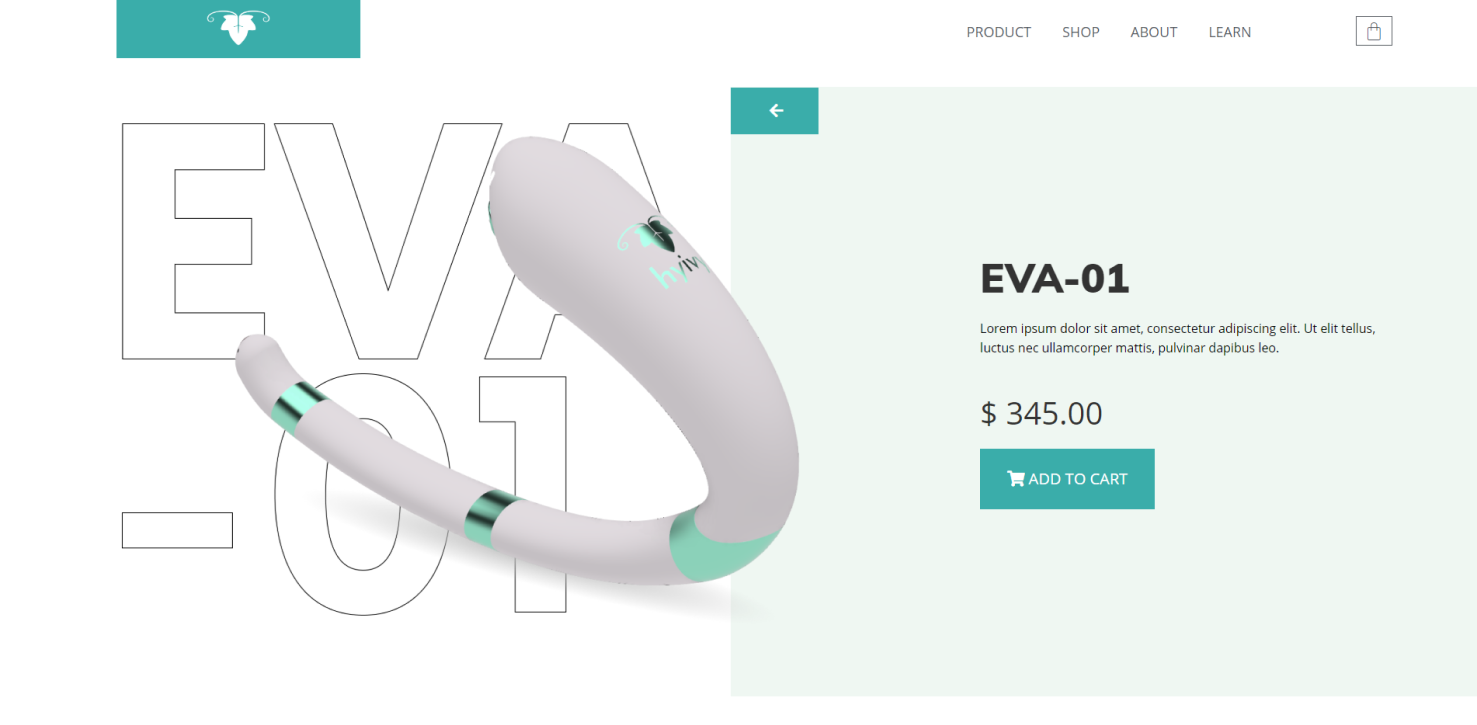 PRODUCT SHOP ABOUT LEARN
EVA
-01
hyivy
EVA-01
Lorem ipsum dolor sit amet, consectetur adipiscing elit. Ut elit tellus,
luctus nec ullamcorper mattis, pulvinar dapibus leo.
$ 345.00
ADD TO CART